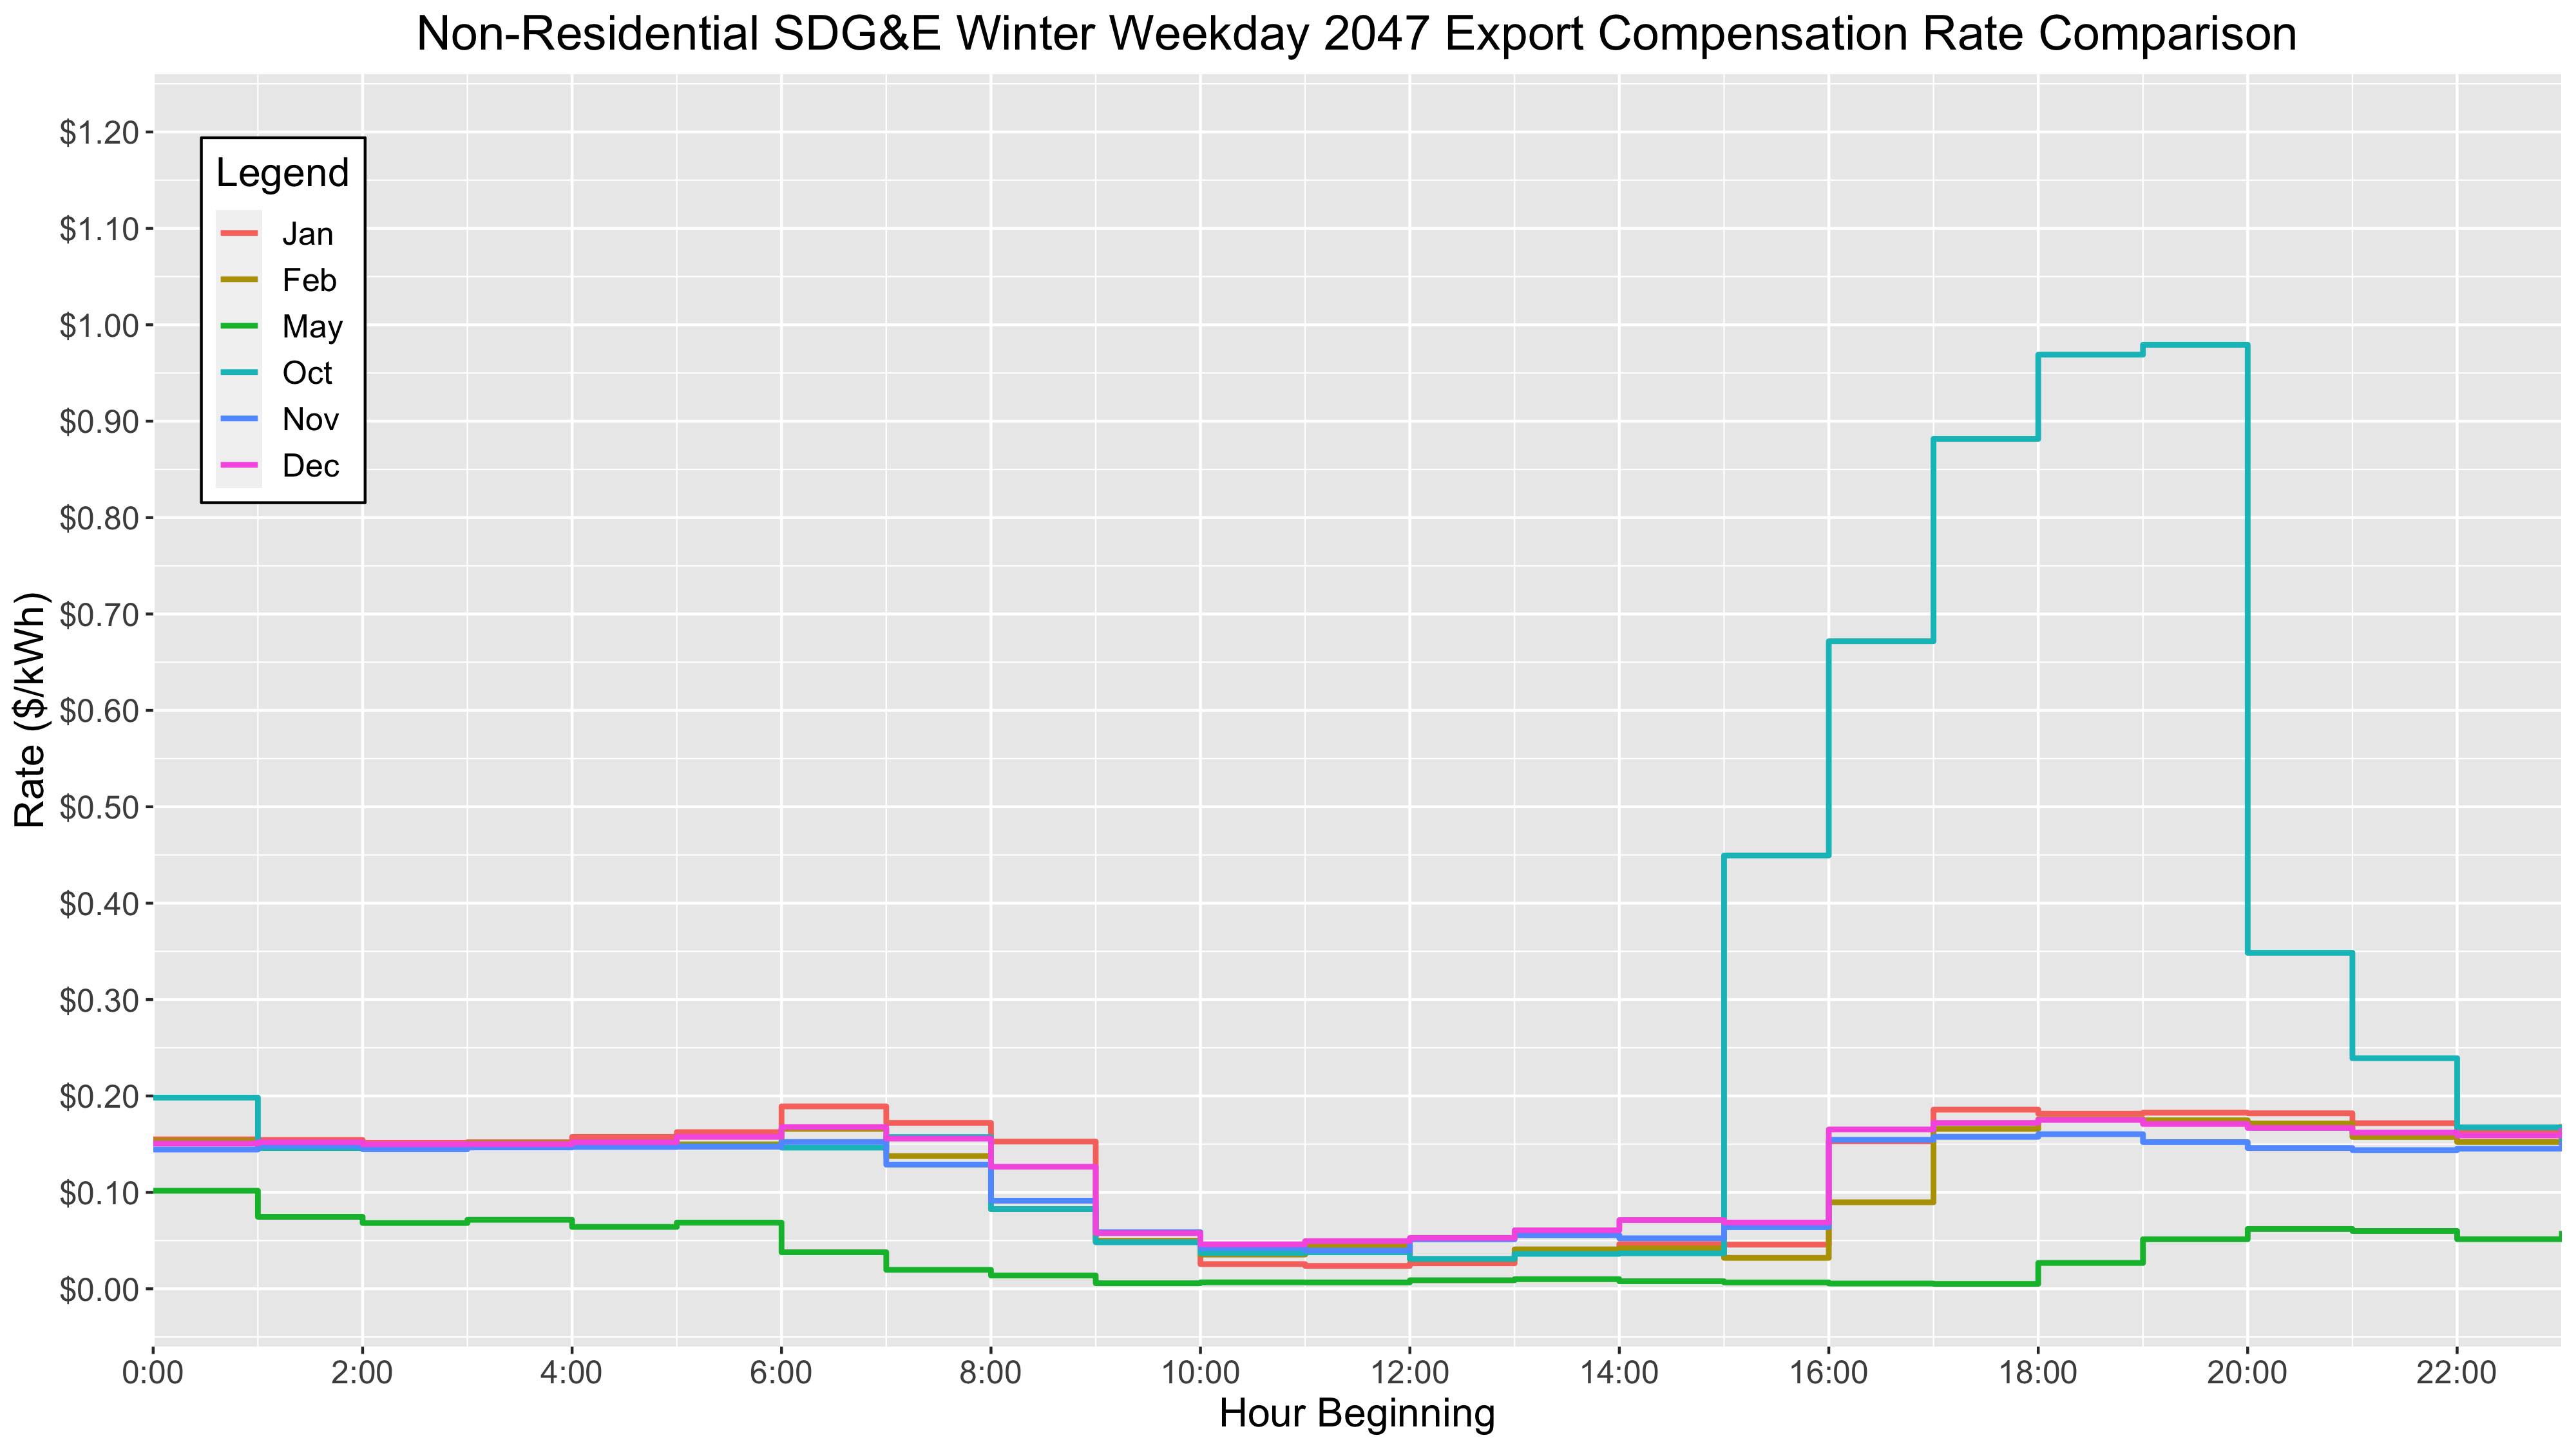 Non-Residential SDG&E Winter Weekday 2047 Export Compensation Rate Comparison
Rate ($/kWh)
$1.20
$1.10
$1.00
$0.90
$0.80
$0.70
$0.60
$0.50
$0.40
$0.30
$0.20
$0.10
$0.00
Legend
Jan
Feb
May
Oct
Nov
Dec
0:00 2:00 4:00 6:00 8:00 10:00 12:00 14:00 16:00 18:00 20:00 22:00
Hour Beginning